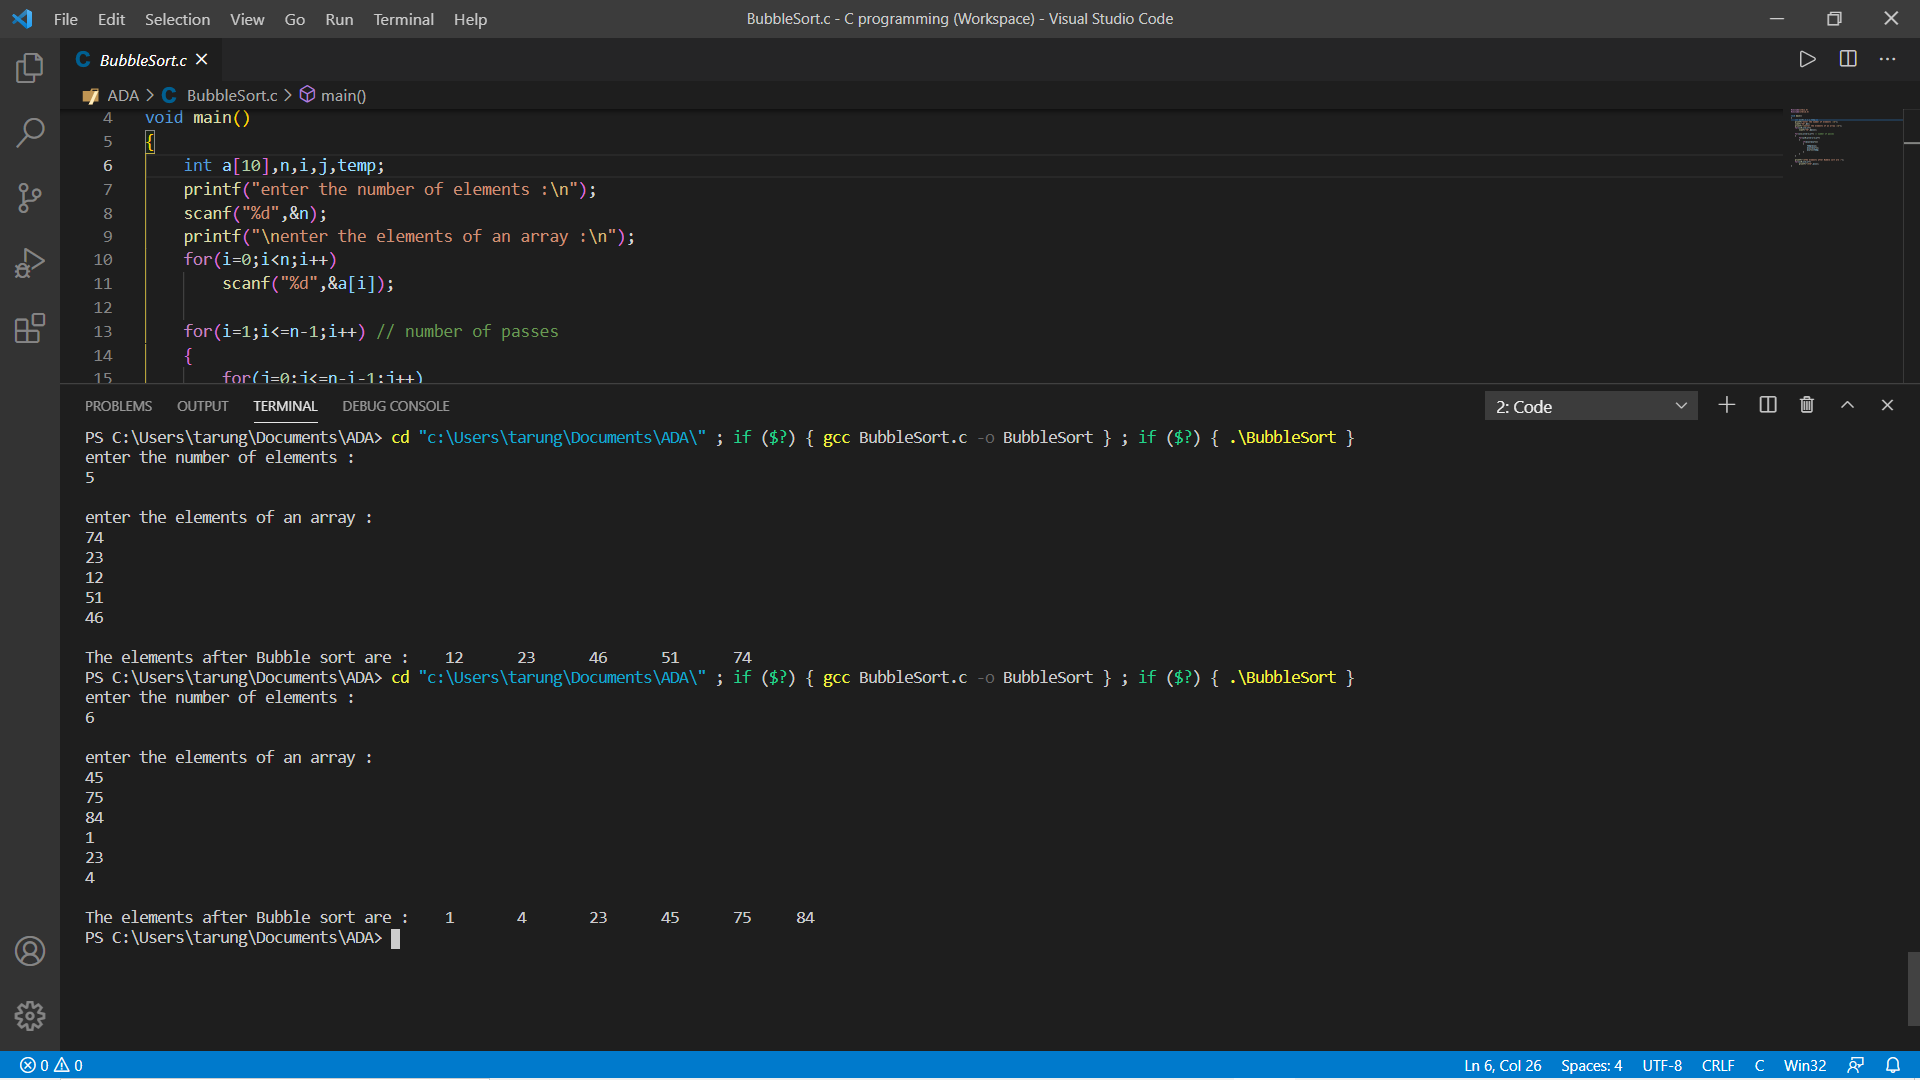 File Edit Selection View Go Run Terminal Help
BubbleSort.c - C programming (Workspace) - Visual Studio Code
C BubbleSort.c
ADA > C BubbleSort.c > main()
4 void main()
5 {
6 int a[10],n,i,j,temp;
7 printf("enter the number of elements :\n");
8 scanf("%d",&n);
9 printf("\nenter the elements of an array :\n");
10 for(i=0;i<n;i++)
11 scanf("%d",&a[i]);
12
13 for(i=1;i<=n-1;i++) // number of passes
14 {
15 for(j=0;j<=n-i-1;j++)
PROBLEMS OUTPUT TERMINAL DEBUG CONSOLE
2: Code
PS C:\Users\tarung\Documents\ADA> cd "c:\Users\tarung\Documents\ADA\" ; if ($?) { gcc BubbleSort.c -o BubbleSort } ; if ($?) { .\BubbleSort }
enter the number of elements :
5
enter the elements of an array :
74
23
12
51
46
The elements after Bubble sort are : 12 23 46 51 74
PS C:\Users\tarung\Documents\ADA> cd "c:\Users\tarung\Documents\ADA\" ; if ($?) { gcc BubbleSort.c -o BubbleSort } ; if ($?) { .\BubbleSort }
enter the number of elements :
6
enter the elements of an array :
45
75
84
1
23
4
The elements after Bubble sort are : 1 4 23 45 75 84
PS C:\Users\tarung\Documents\ADA>
0 0
Ln 6, Col 26 Spaces: 4 UTF-8 CRLF C Win32